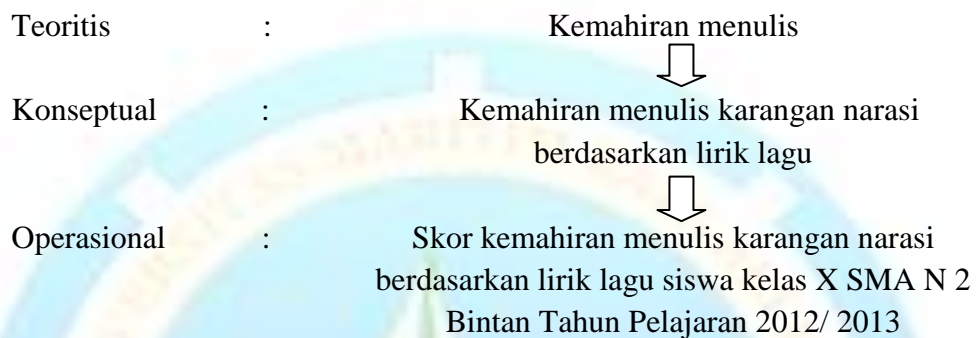 Teoritis : Kemahiran menulis
Konseptual : Kemahiran menulis karangan narasi
berdasarkan lirik lagu
Operasional : Skor kemahiran menulis karangan narasi
berdasarkan lirik lagu siswa kelas X SMA N 2
Bintan Tahun Pelajaran 2012/ 2013